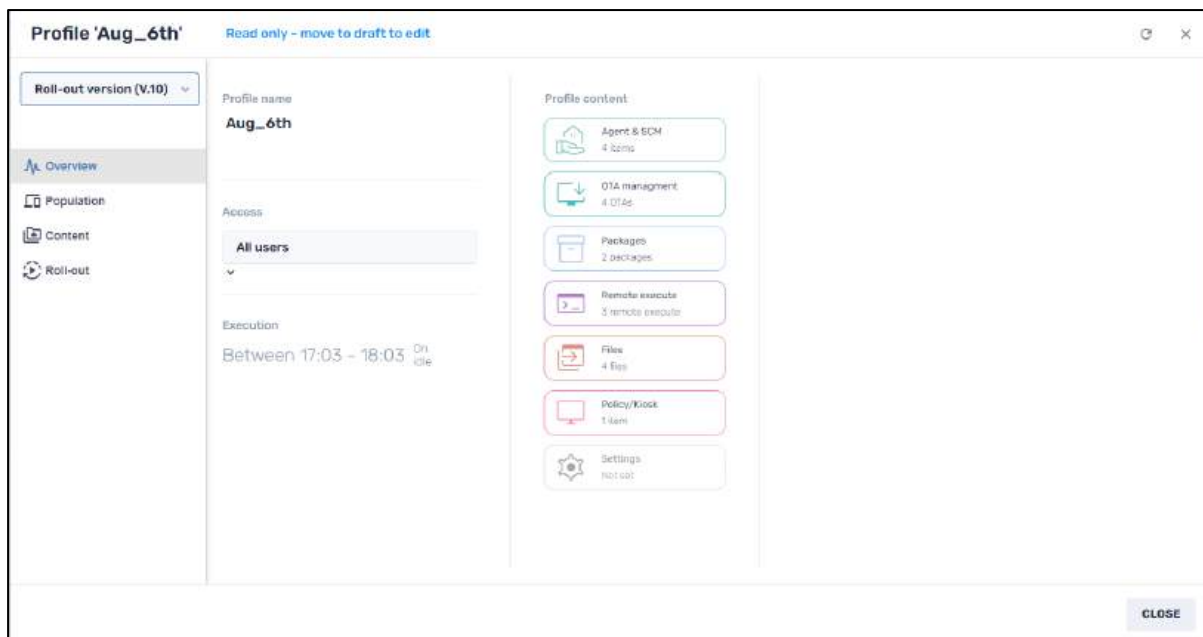 Profile 'Aug_6th'
Read only - move to draft to edit
Roll-out version (V.10)
Overview
Population
Content
Roll-out
Profile name
Aug_6th
Access
All users
Execution
Between 17:03 - 18:03 On idle
Profile content
Agent & SCM
4 items
OTA managment
4 OTAs
Packages
2 packages
Remote execute
3 remote execute
Files
4 files
Policy/Kiosk
1 item
Settings
Not set
CLOSE